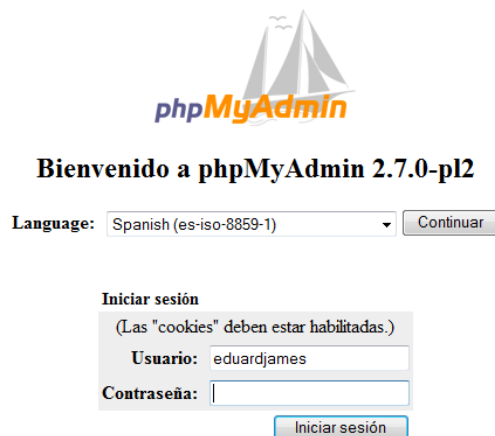 phpMyAdmin
Bienvenido a phpMyAdmin 2.7.0-pl2
Language: Spanish (es-iso-8859-1) Continuar
Iniciar sesión
(Las "cookies" deben estar habilitadas.)
Usuario: eduardjames
Contraseña:
Iniciar sesión